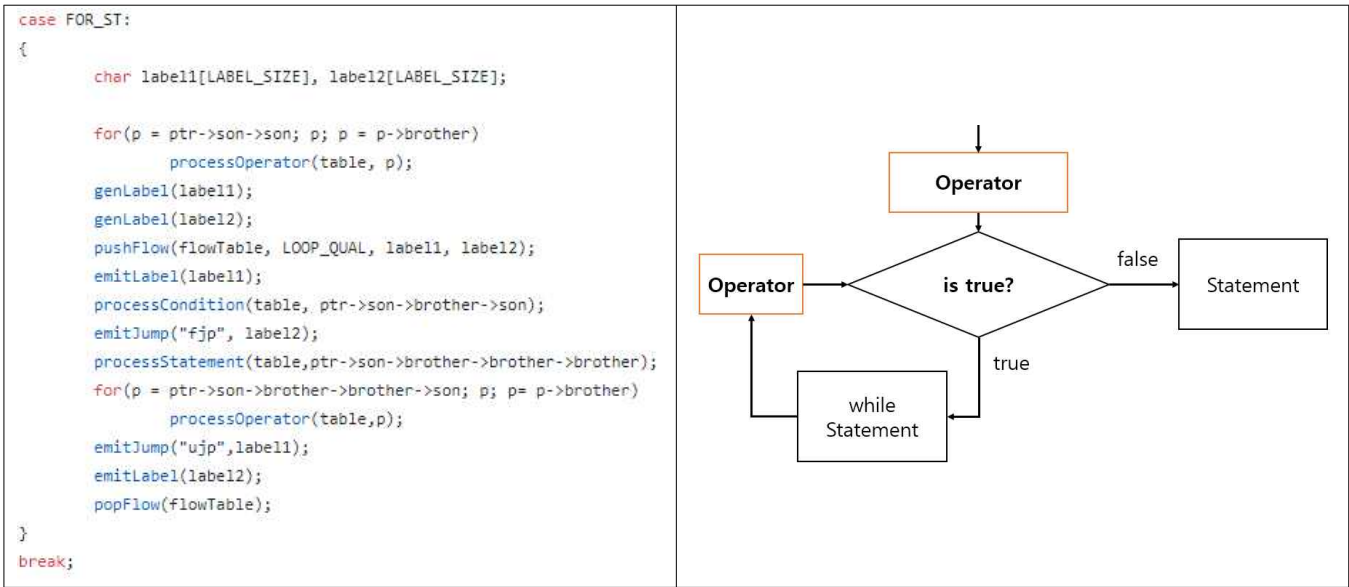 case FOR_ST:
{
char label1[LABEL_SIZE], label2[LABEL_SIZE];
for(p = ptr->son->son; p; p = p->brother)
processOperator(table, p);
genLabel(label1);
genLabel(label2);
pushFlow(flowTable, LOOP_QUAL, label1, label2);
emitLabel(label1);
processCondition(table, ptr->son->brother->son);
emitJump("fjp", label2);
processStatement(table,ptr->son->brother->brother->brother);
for(p = ptr->son->brother->brother->son; p; p= p->brother)
processOperator(table,p);
emitJump("ujp",label1);
emitLabel(label2);
popFlow(flowTable);
}
break;
Operator
Operator
is true?
false
Statement
true
while
Statement